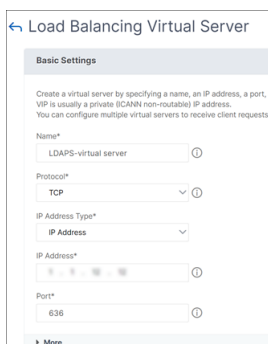 Load Balancing Virtual Server
Basic Settings
Create a virtual server by specifying a name, an IP address, a port,
VIP is usually a private (ICANN non-routable) IP address.
You can configure multiple virtual servers to receive client requests
Name*
LDAPS-virtual server
Protocol*
TCP
IP Address Type*
IP Address
IP Address*
Port*
636
More